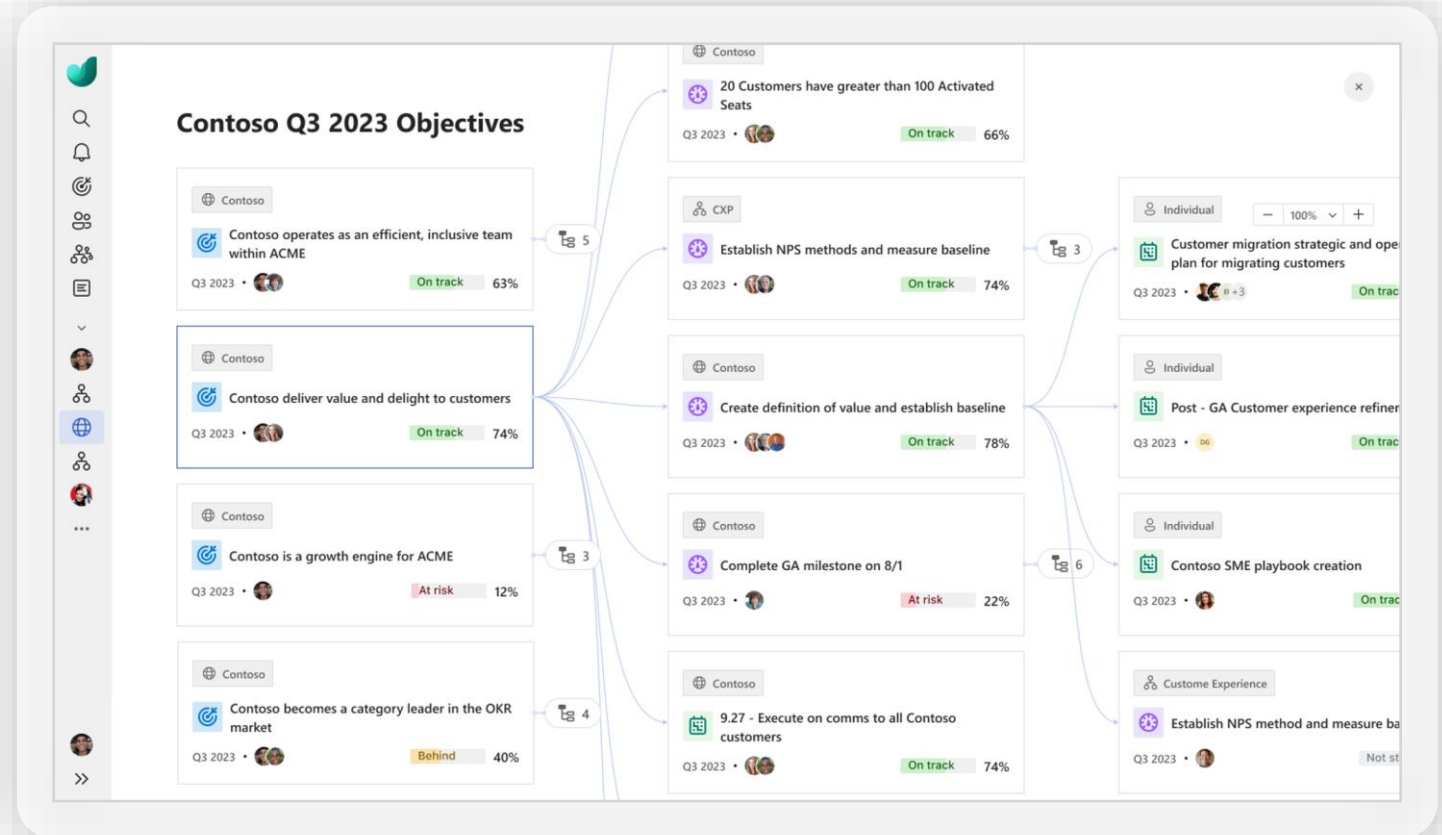 Contoso Q3 2023 Objectives
Contoso
Contoso operates as an efficient, inclusive team
within ACME
Q3 2023 •
On track 63%
5
Contoso
Contoso deliver value and delight to customers
Q3 2023 •
On track 74%
Contoso
Contoso is a growth engine for ACME
Q3 2023 •
At risk 12%
3
Contoso
Contoso becomes a category leader in the OKR
market
Q3 2023 •
Behind 40%
4
Contoso
20 Customers have greater than 100 Activated
Seats
Q3 2023 •
On track 66%
CXP
Establish NPS methods and measure baseline
Q3 2023 •
On track 74%
3
Contoso
Create definition of value and establish baseline
Q3 2023 •
On track 78%
Contoso
Complete GA milestone on 8/1
Q3 2023 •
At risk 22%
6
Contoso
9.27 - Execute on comms to all Contoso
customers
Q3 2023 •
On track 74%
Individual
100%
Customer migration strategic and ope
plan for migrating customers
Q3 2023 •
+3
On trac
Individual
Post - GA Customer experience refiner
Q3 2023 •
DG
On trac
Individual
Contoso SME playbook creation
Q3 2023 •
On trac
Custome Experience
Establish NPS method and measure ba
Q3 2023 •
Not st